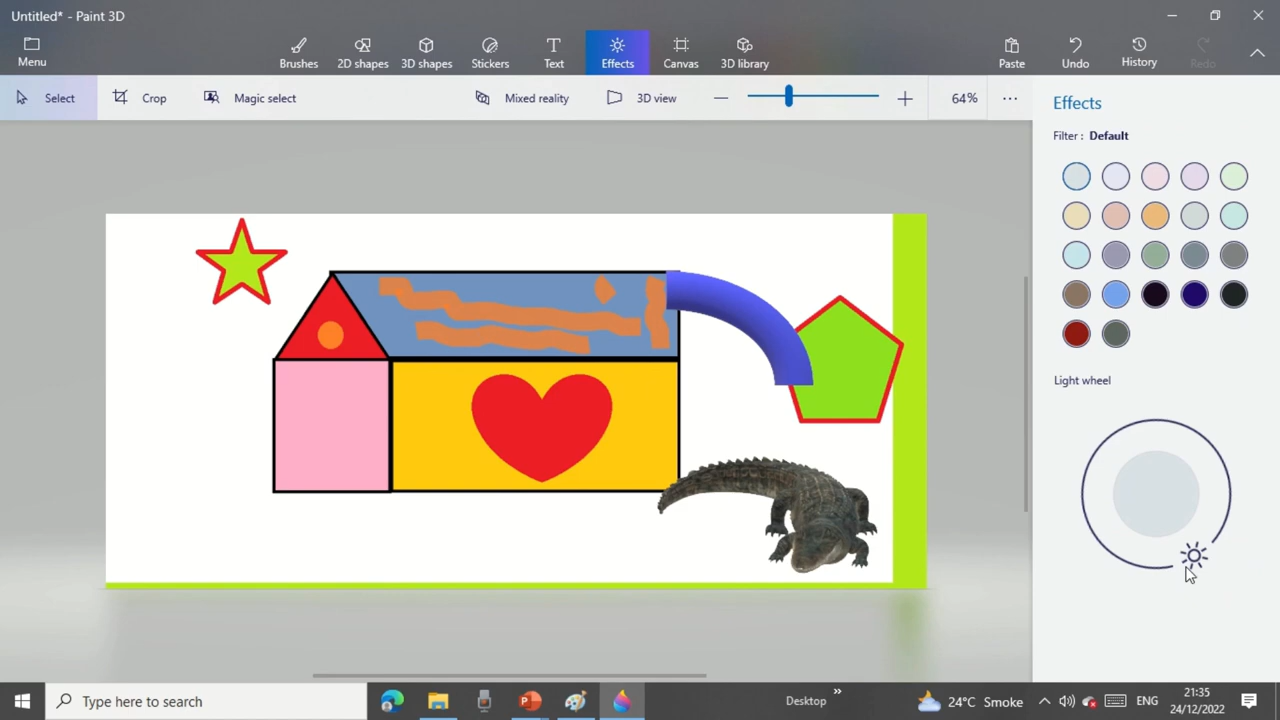 Untitled* - Paint 3D
Menu
Brushes
2D shapes
3D shapes
Stickers
Text
Effects
Canvas
3D library
Paste
Undo
History
Redo
Select
Crop
Magic select
Mixed reality
3D view
64%
Effects
Filter : Default
Light wheel
Type here to search
Desktop
24°C Smoke
ENG
21:35
24/12/2022